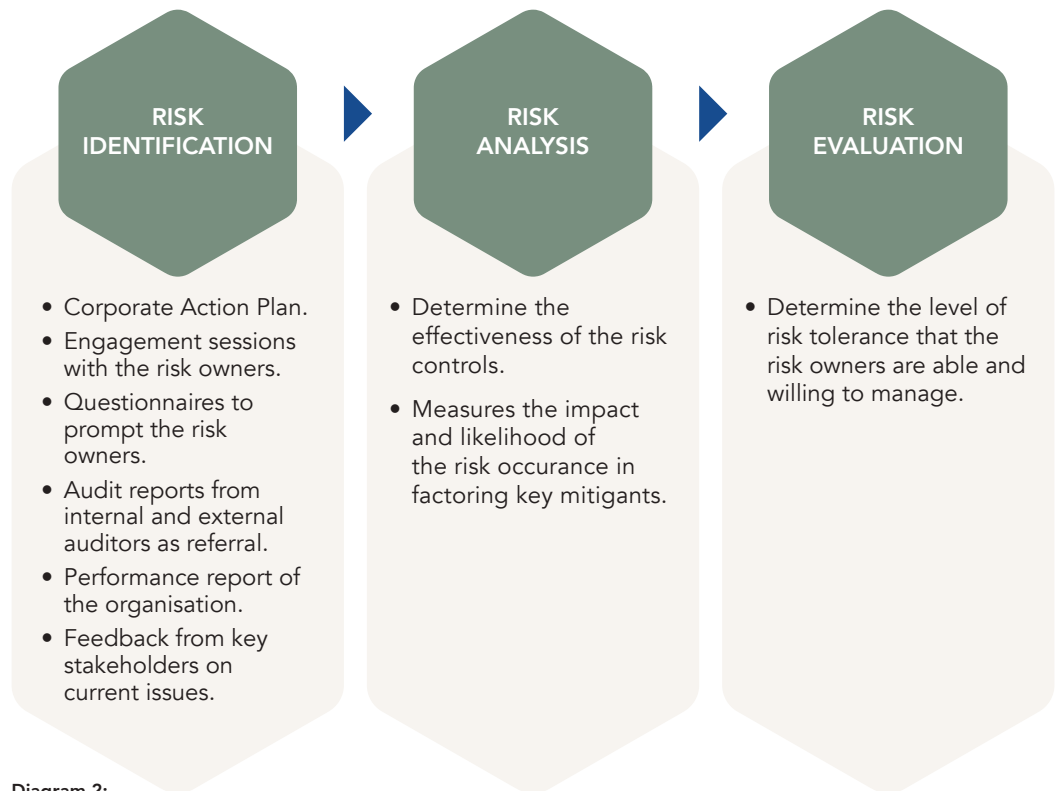 RISK
IDENTIFICATION
• Corporate Action Plan.
• Engagement sessions
with the risk owners.
• Questionnaires to
prompt the risk
owners.
• Audit reports from
internal and external
auditors as referral.
• Performance report of
the organisation.
• Feedback from key
stakeholders on
current issues.
RISK
ANALYSIS
• Determine the
effectiveness of the risk
controls.
• Measures the impact
and likelihood of
the risk occurance in
factoring key mitigants.
RISK
EVALUATION
• Determine the level of
risk tolerance that the
risk owners are able and
willing to manage.
Diagram 2: